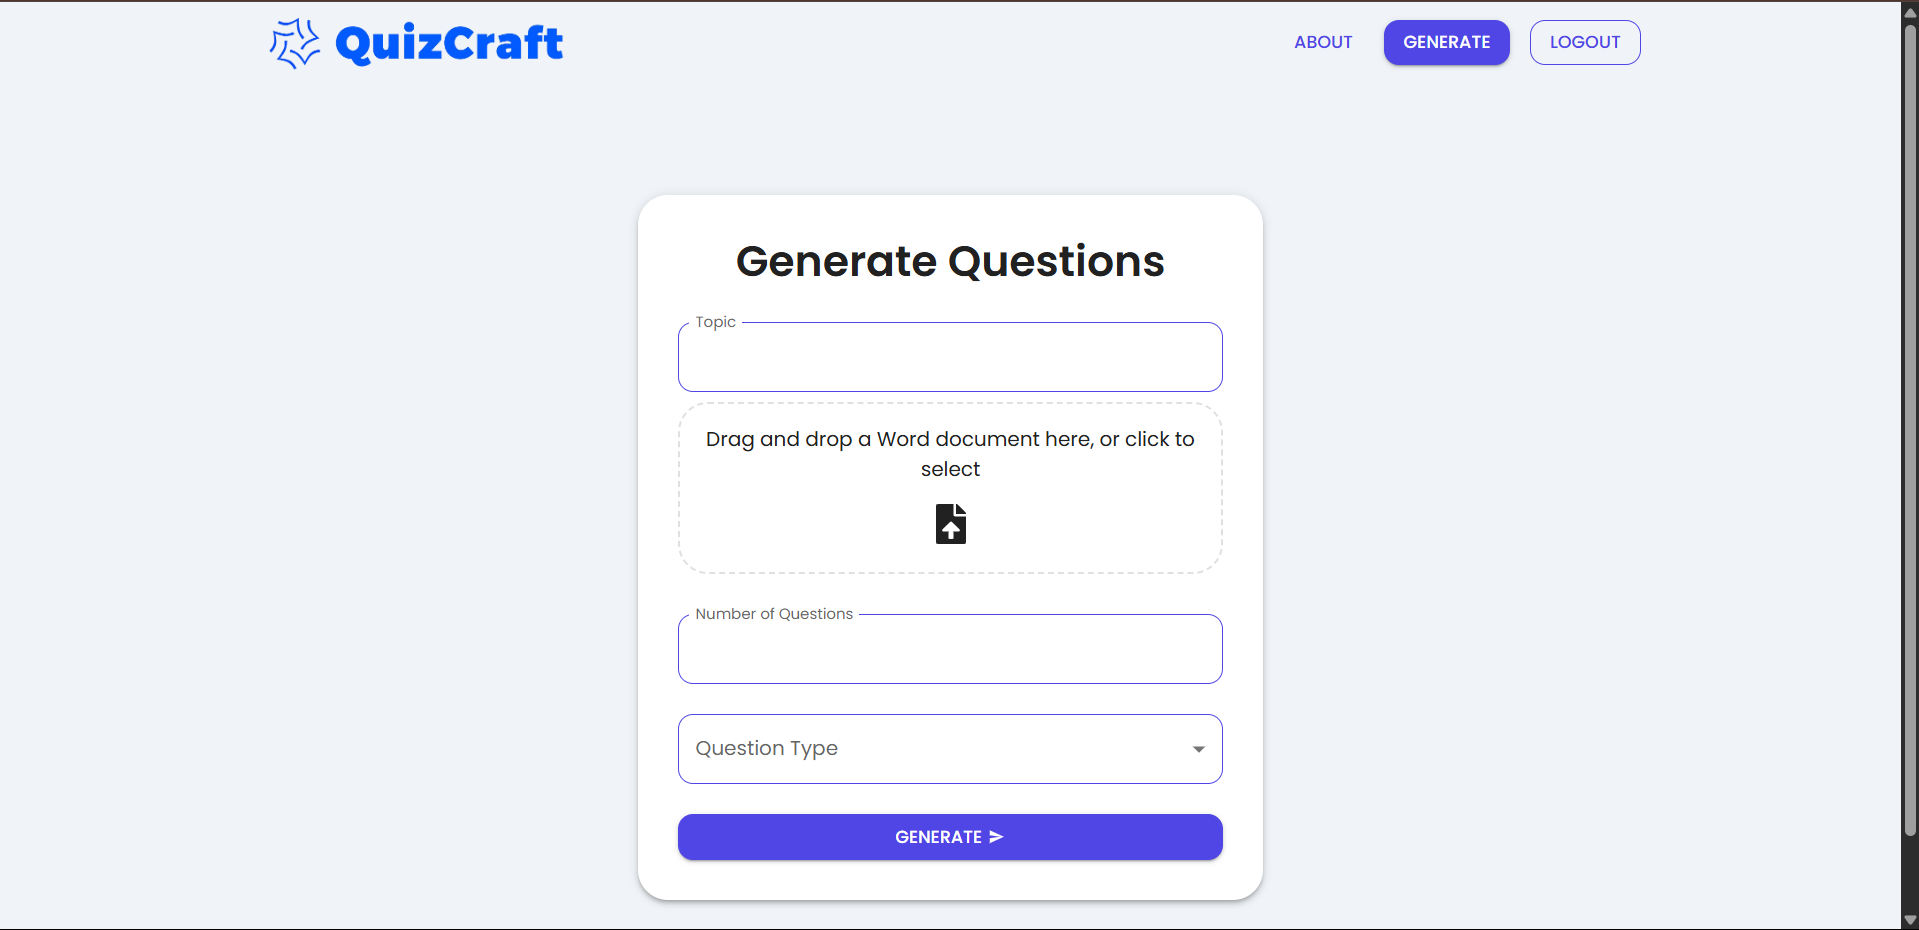 QuizCraft
ABOUT
GENERATE
LOGOUT
Generate Questions
Topic
Drag and drop a Word document here, or click to
select
Number of Questions
Question Type
GENERATE